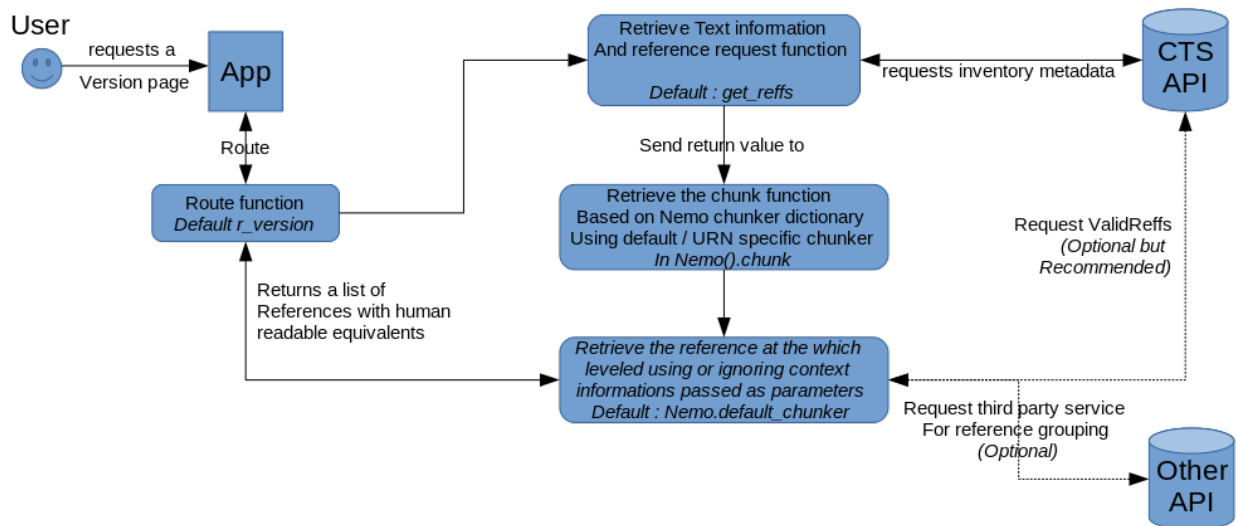 User
requests a
Version page
App
Route
Route function
Default r_version
Retrieve Text information
And reference request function
Default : get_reffs
requests inventory metadata
CTS
API
Send return value to
Retrieve the chunk function
Based on Nemo chunker dictionary
Using default / URN specific chunker
In Nemo().chunk
Request ValidReffs
(Optional but
Recommended)
Returns a list of
References with human
readable equivalents
Retrieve the reference at the which
leveled using or ignoring context
informations passed as parameters
Default : Nemo.default_chunker
Request third party service
For reference grouping
(Optional)
Other
API